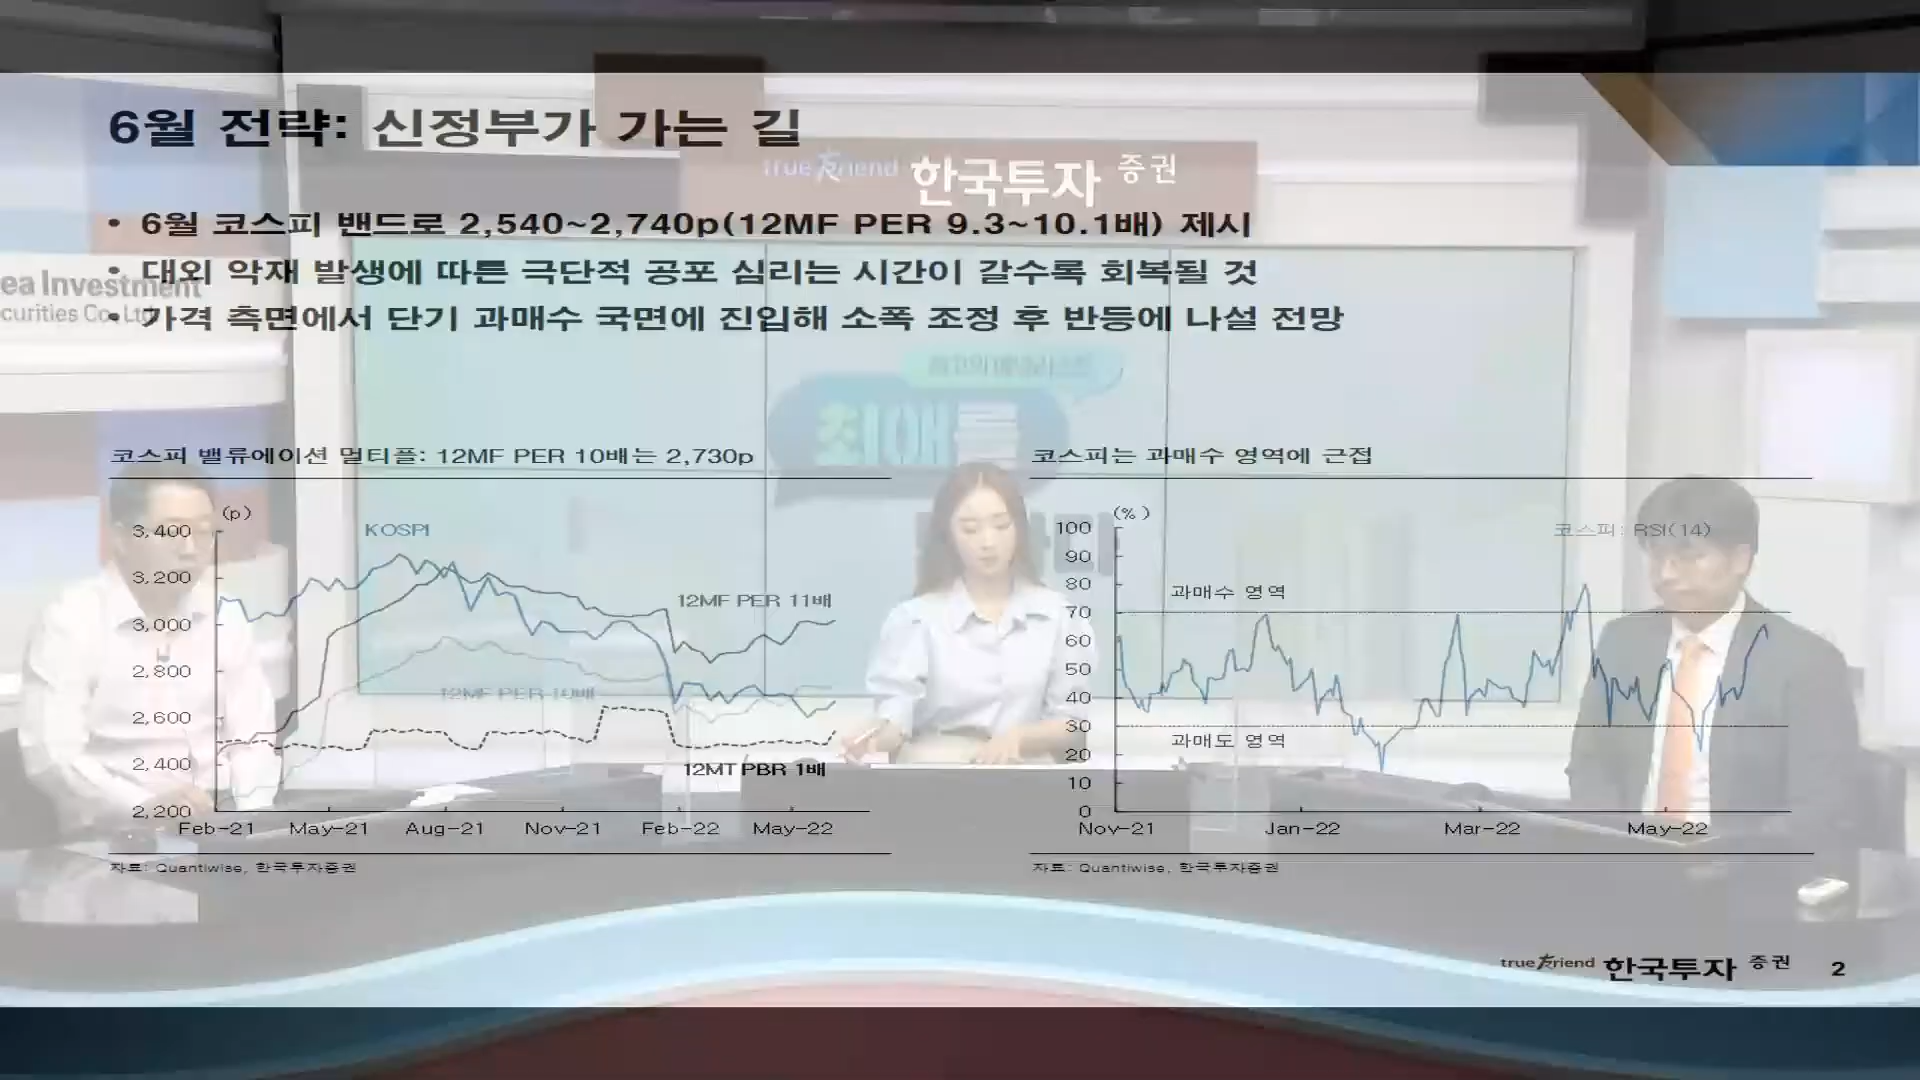 6월 전략: 신정부가 가는 길
true friend 한국투자 증권
• 6월 코스피 밴드로 2,540~2,740p(12MF PER 9.3~10.1배) 제시
• 대외 악재 발생에 따른 극단적 공포 심리는 시간이 갈수록 회복될 것
• 가격 측면에서 단기 과매수 국면에 진입해 소폭 조정 후 반등에 나설 전망
ea Investment
curities Co., Ltd
최애틀
코스피 밸류에이션 멀티플: 12MF PER 10배는 2,730p
(p)
3,400
3,200
3,000
2,800
2,600
2,400
2,200
KOSPI
12MF PER 11배
12MF PER 10배
12MT PBR 1배
Feb-21 May-21 Aug-21 Nov-21 Feb-22 May-22
자료: Quantiwise, 한국투자증권
코스피는 과매수 영역에 근접
(%)
100
90
80
70
60
50
40
30
20
10
0
코스피: RSI(14)
과매수 영역
과매도 영역
Nov-21 Jan-22 Mar-22 May-22
자료: Quantiwise, 한국투자증권
true friend 한국투자 증권 2